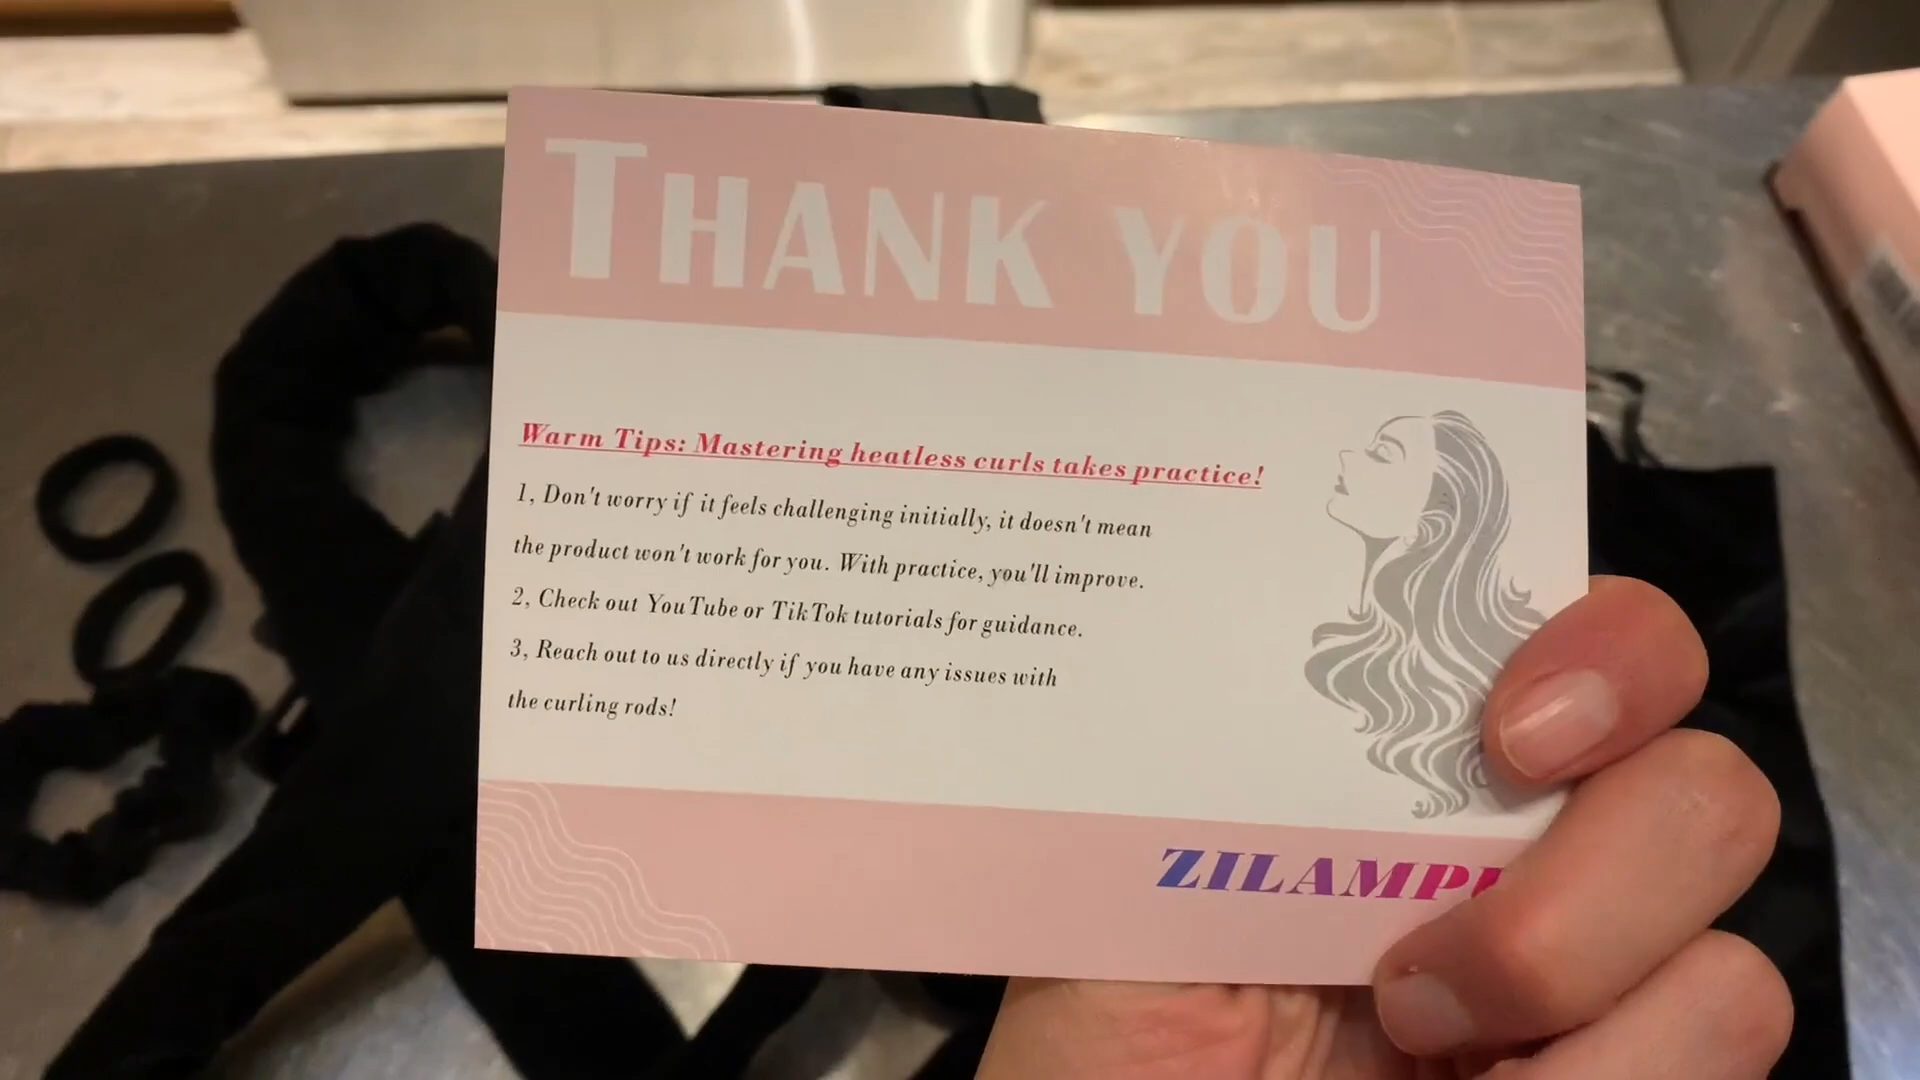 THANK YOU
Warm Tips: Mastering heatless curls takes practice!
1, Don't worry if it feels challenging initially, it doesn't mean
the product won't work for you. With practice, you'll improve.
2, Check out YouTube or TikTok tutorials for guidance.
3, Reach out to us directly if you have any issues with
the curling rods!